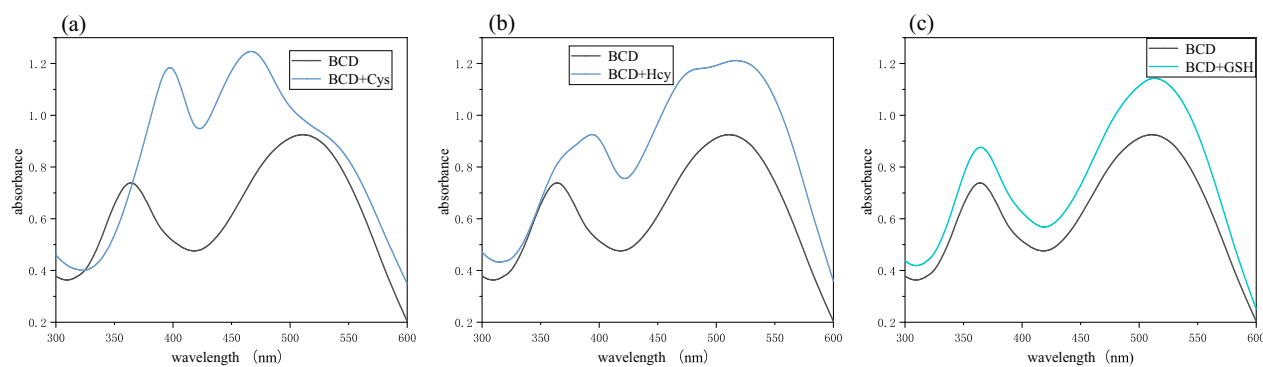 (a)
BCD
BCD+Cys
absorbance
1.2
1.0
0.8
0.6
0.4
0.2
300 350 400 450 500 550 600
wavelength （nm）
(b)
BCD
BCD+Hcy
absorbance
1.2
1.0
0.8
0.6
0.4
0.2
300 350 400 450 500 550 600
wavelength （nm）
(c)
BCD
BCD+GSH
absorbance
1.2
1.0
0.8
0.6
0.4
0.2
300 350 400 450 500 550 600
wavelength （nm)